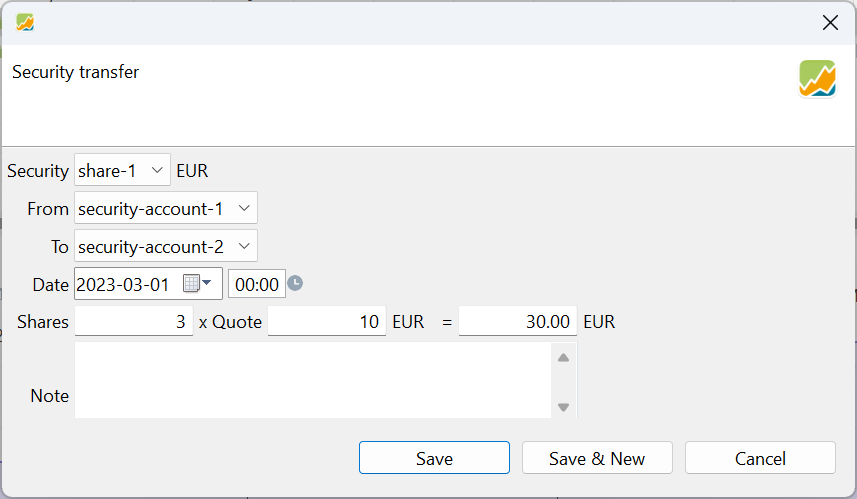 Security transfer
Security share-1 EUR
From security-account-1
To security-account-2
Date 2023-03-01 00:00
Shares 3 x Quote 10 EUR = 30.00 EUR
Note
Save Save & New Cancel